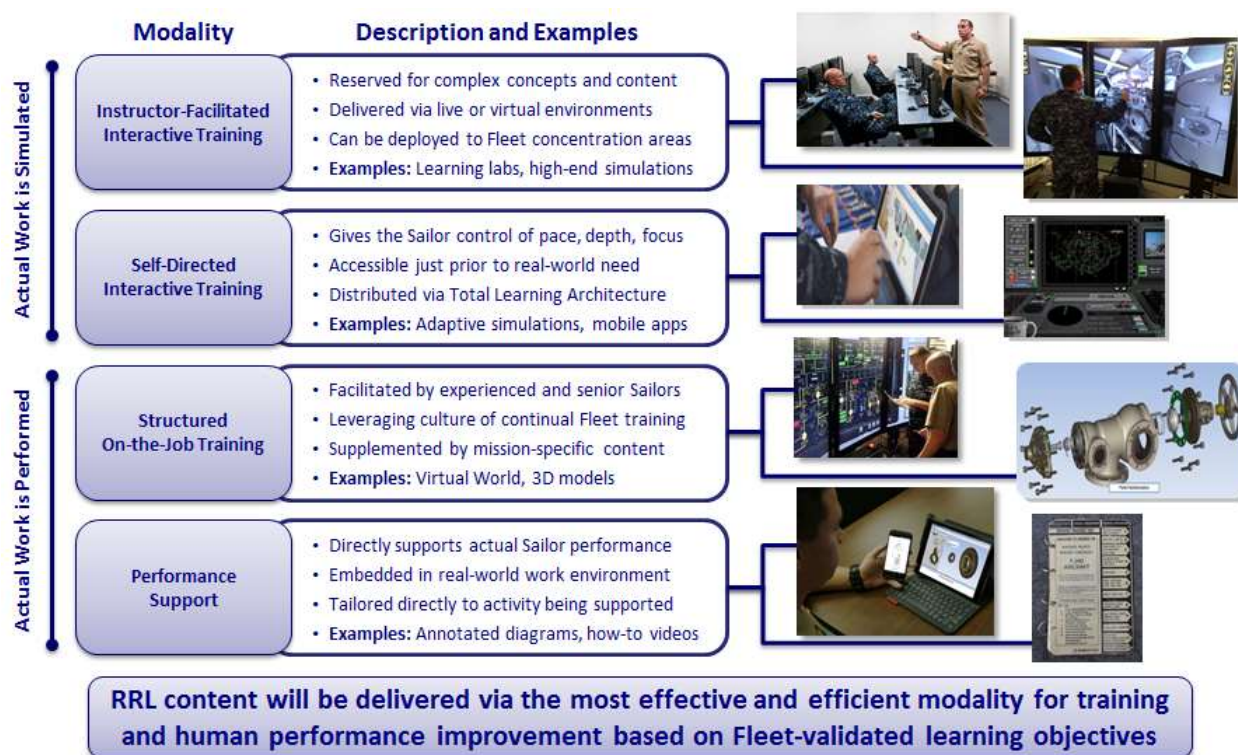 Modality
Description and Examples
Actual Work is Simulated
Instructor-Facilitated
Interactive Training
• Reserved for complex concepts and content
• Delivered via live or virtual environments
• Can be deployed to Fleet concentration areas
• Examples: Learning labs, high-end simulations
Self-Directed
Interactive Training
• Gives the Sailor control of pace, depth, focus
• Accessible just prior to real-world need
• Distributed via Total Learning Architecture
• Examples: Adaptive simulations, mobile apps
Actual Work is Performed
Structured
On-the-Job Training
• Facilitated by experienced and senior Sailors
• Leveraging culture of continual Fleet training
• Supplemented by mission-specific content
• Examples: Virtual World, 3D models
Performance
Support
• Directly supports actual Sailor performance
• Embedded in real-world work environment
• Tailored directly to activity being supported
• Examples: Annotated diagrams, how-to videos
RRL content will be delivered via the most effective and efficient modality for training
and human performance improvement based on Fleet-validated learning objectives